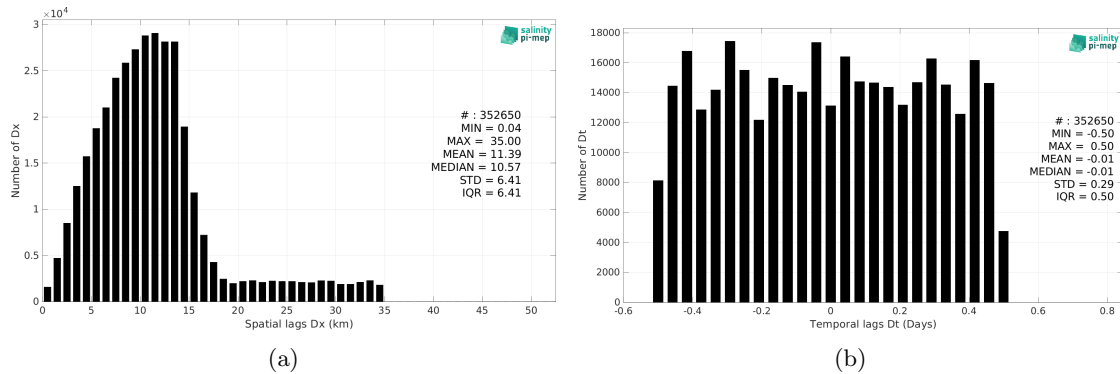 3 ×10⁴
2.5
2
1.5
1
0.5
0
0 5 10 15 20 25 30 35 40 45 50
Number of Dx
Spatial lags Dx (km)
salinity
pi-mep
# : 352650
MIN = 0.04
MAX = 35.00
MEAN = 11.39
MEDIAN = 10.57
STD = 6.41
IQR = 6.41
(a)
18000
16000
14000
12000
10000
8000
6000
4000
2000
0
-0.6 -0.4 -0.2 0 0.2 0.4 0.6 0.8
Number of Dt
Temporal lags Dt (Days)
salinity
pi-mep
# : 352650
MIN = -0.50
MAX = 0.50
MEAN = -0.01
MEDIAN = -0.01
STD = 0.29
IQR = 0.50
(b)